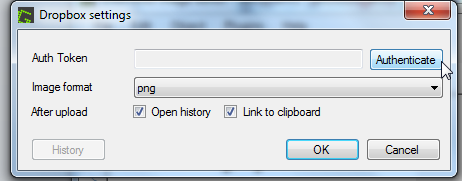 Dropbox settings
Auth Token
Authenticate
Image format
png
After upload
Open history
Link to clipboard
History
OK
Cancel